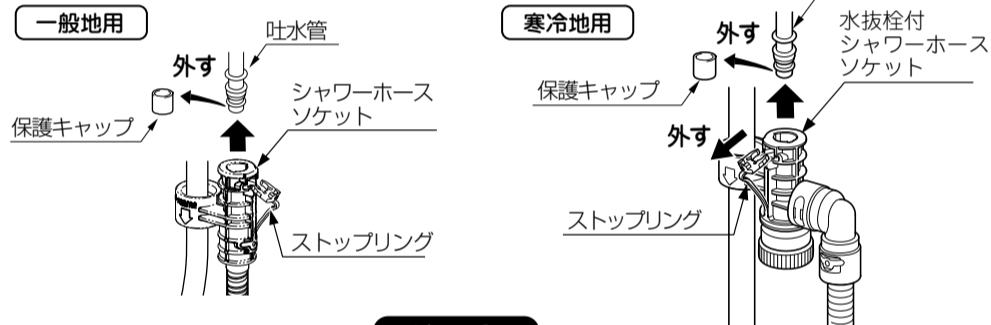 一般地用
吐水管
外す
保護キャップ
シャワーホース
ソケット
ストップリング
寒冷地用
外す
保護キャップ
水抜栓付
シャワーホース
ソケット
外す
ストップリング